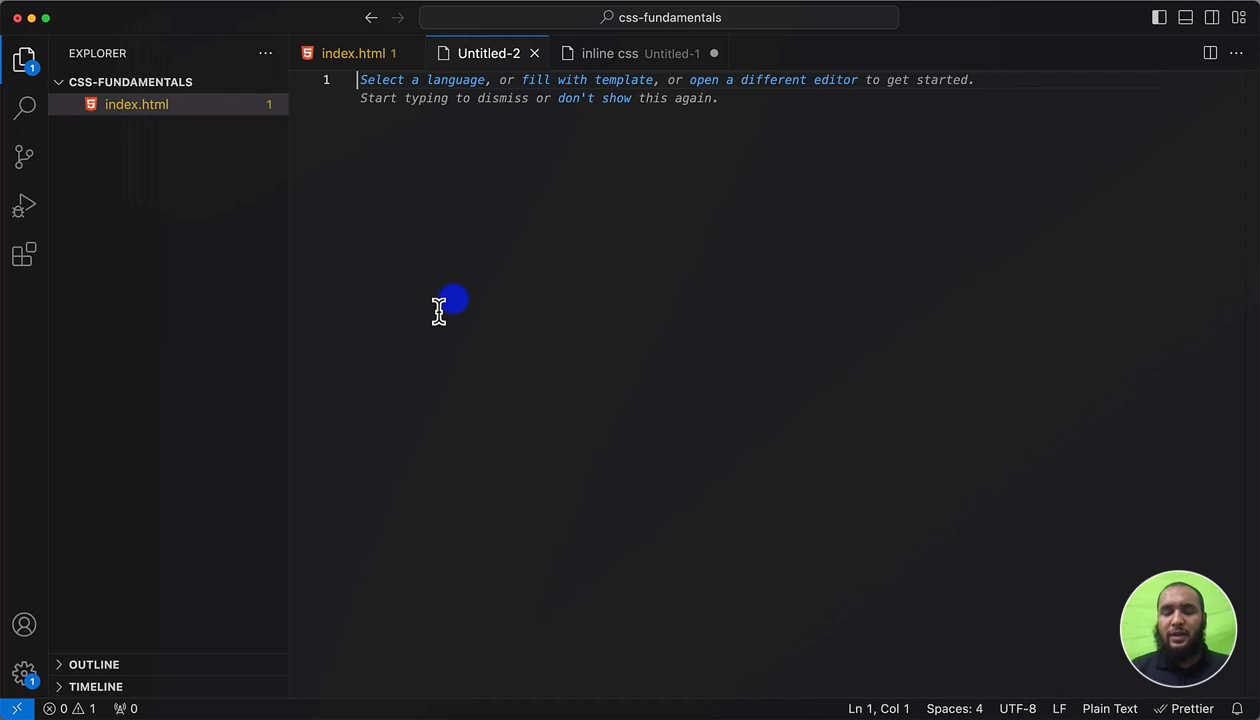 css-fundamentals
EXPLORER
index.html 1
Untitled-2
inline css Untitled-1
CSS-FUNDAMENTALS
1 Select a language, or fill with template, or open a different editor to get started.
Start typing to dismiss or don't show this again.
index.html 1
1
OUTLINE
1
TIMELINE
0 1 0
Ln 1, Col 1 Spaces: 4 UTF-8 LF Plain Text Prettier